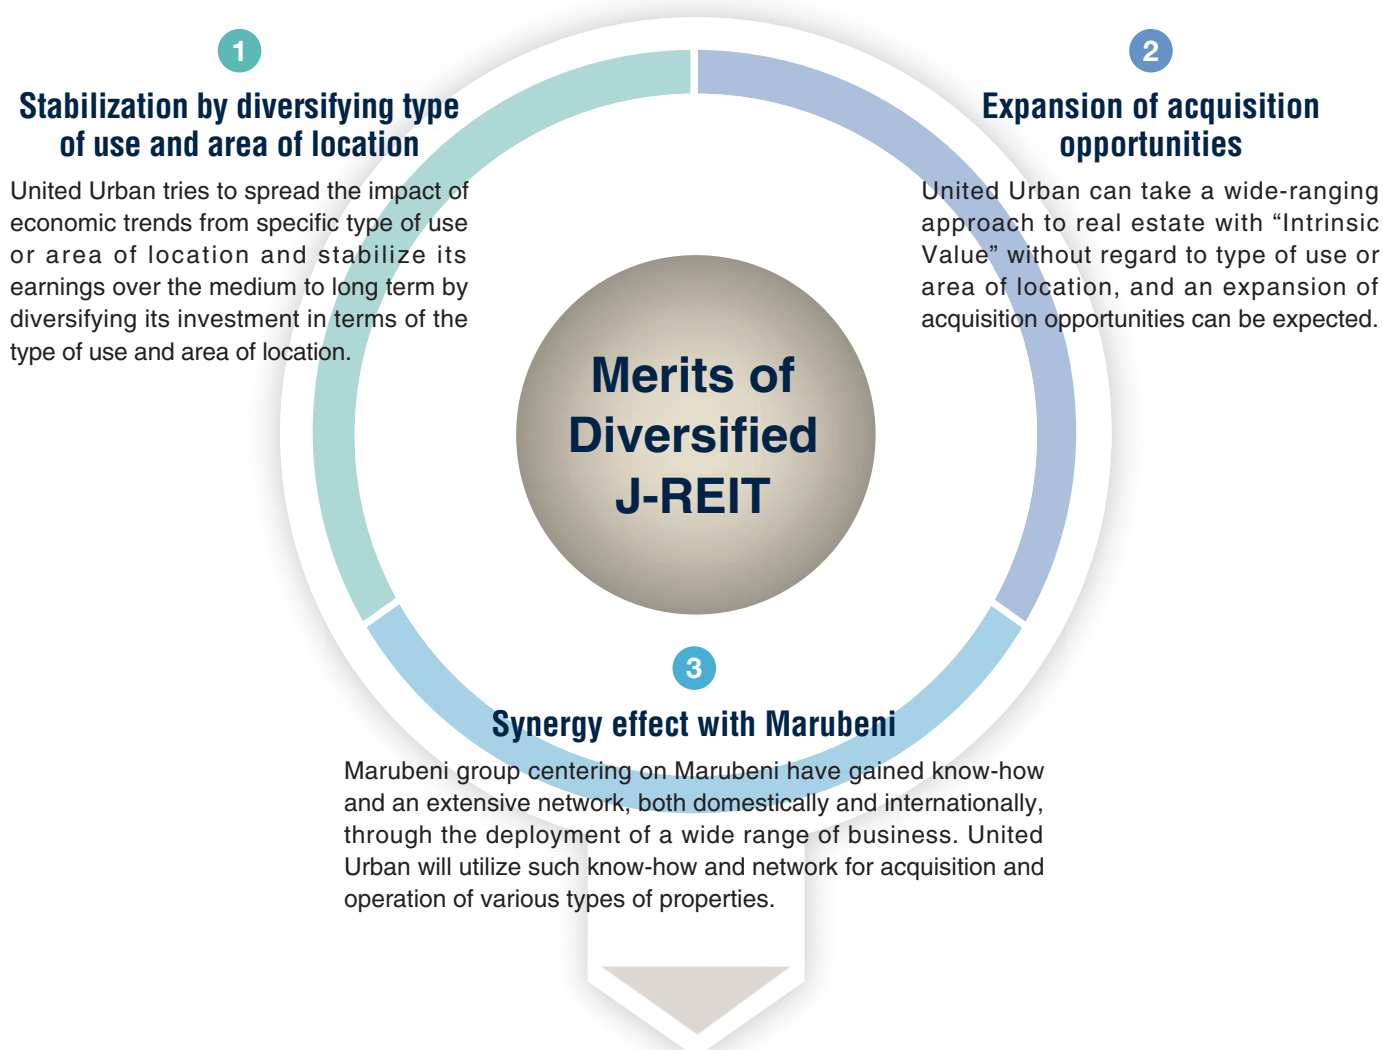 1
Stabilization by diversifying type
of use and area of location
United Urban tries to spread the impact of
economic trends from specific type of use
or area of location and stabilize its
earnings over the medium to long term by
diversifying its investment in terms of the
type of use and area of location.
2
Expansion of acquisition
opportunities
United Urban can take a wide-ranging
approach to real estate with “Intrinsic
Value” without regard to type of use or
area of location, and an expansion of
acquisition opportunities can be expected.
Merits of
Diversified
J-REIT
3
Synergy effect with Marubeni
Marubeni group centering on Marubeni have gained know-how
and an extensive network, both domestically and internationally,
through the deployment of a wide range of business. United
Urban will utilize such know-how and network for acquisition and
operation of various types of properties.